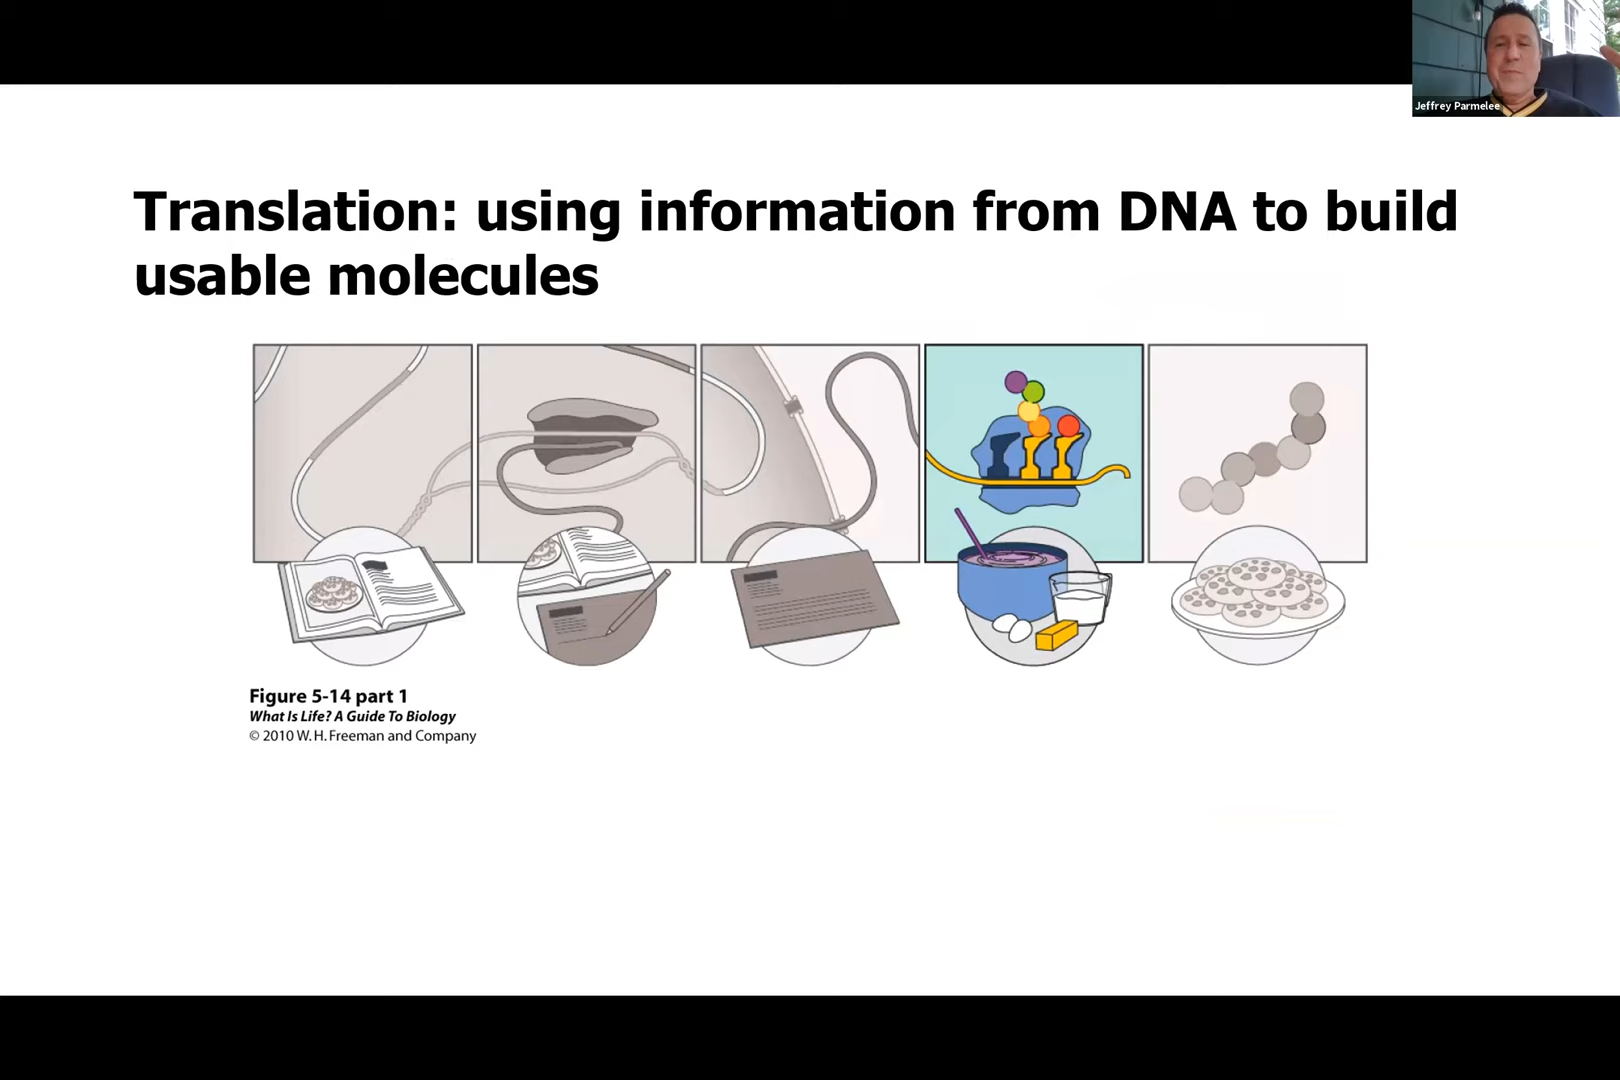 Jeffrey Parmelee
Translation: using information from DNA to build
usable molecules
Figure 5-14 part 1
What Is Life? A Guide To Biology
© 2010 W. H. Freeman and Company